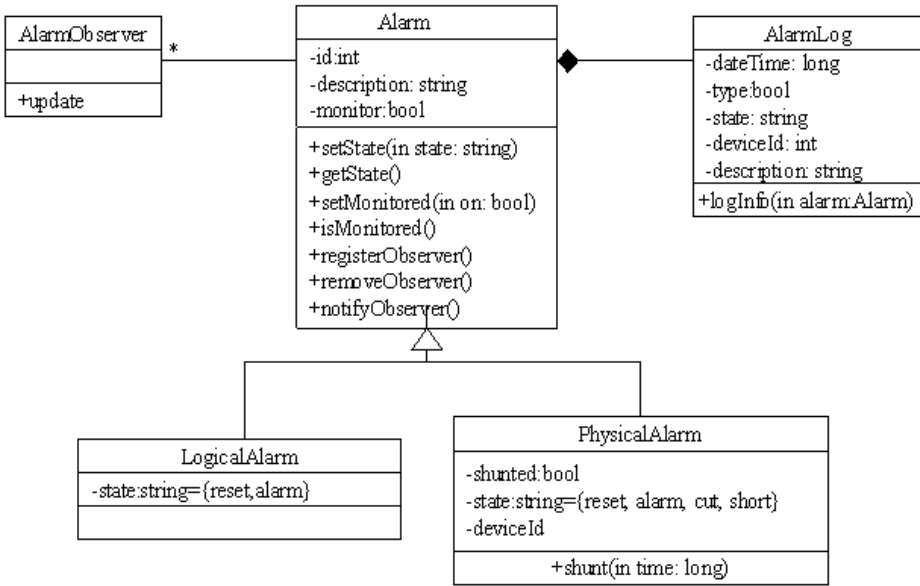 AlarmObserver
+update
*
Alarm
-id:int
-description: string
-monitor:bool
+setState(in state: string)
+getState()
+setMonitored(in on: bool)
+isMonitored()
+registerObserver()
+removeObserver()
+notifyObserver()
AlarmLog
-dateTime: long
-type:bool
-state: string
-deviceId: int
-description: string
+logInfo(in alarm:Alarm)
LogicalAlarm
-state:string={reset,alarm}
PhysicalAlarm
-shunted:bool
-state:string={reset, alarm, cut, short}
-deviceId
+shunt(in time: long)